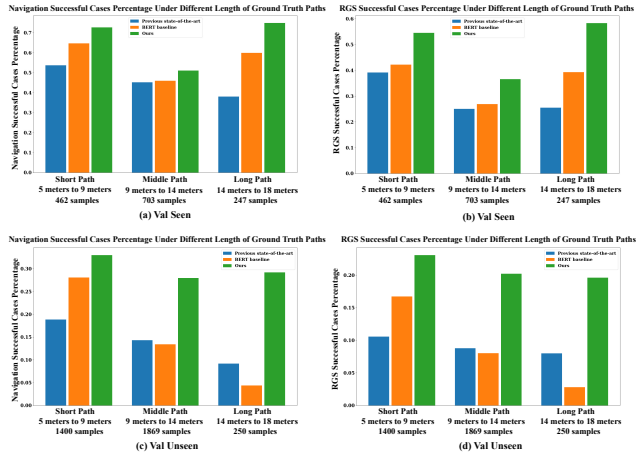 Navigation Successful Cases Percentage Under Different Length of Ground Truth Paths
Navigation Successful Cases Percentage
0.7
0.6
0.5
0.4
0.3
0.2
0.1
0.0
Previous state-of-the-art
BERT baseline
Ours
Short Path
5 meters to 9 meters
462 samples
Middle Path
9 meters to 14 meters
703 samples
Long Path
14 meters to 18 meters
247 samples
(a) Val Seen
RGS Successful Cases Percentage Under Different Length of Ground Truth Paths
RGS Successful Cases Percentage
0.6
0.5
0.4
0.3
0.2
0.1
0.0
Previous state-of-the-art
BERT baseline
Ours
Short Path
5 meters to 9 meters
462 samples
Middle Path
9 meters to 14 meters
703 samples
Long Path
14 meters to 18 meters
247 samples
(b) Val Seen
Navigation Successful Cases Percentage Under Different Length of Ground Truth Paths
Navigation Successful Cases Percentage
0.30
0.25
0.20
0.15
0.10
0.05
0.00
Previous state-of-the-art
BERT baseline
Ours
Short Path
5 meters to 9 meters
1400 samples
Middle Path
9 meters to 14 meters
1869 samples
Long Path
14 meters to 18 meters
250 samples
(c) Val Unseen
RGS Successful Cases Percentage Under Different Length of Ground Truth Paths
RGS Successful Cases Percentage
0.20
0.15
0.10
0.05
0.00
Previous state-of-the-art
BERT baseline
Ours
Short Path
5 meters to 9 meters
1400 samples
Middle Path
9 meters to 14 meters
1869 samples
Long Path
14 meters to 18 meters
250 samples
(d) Val Unseen